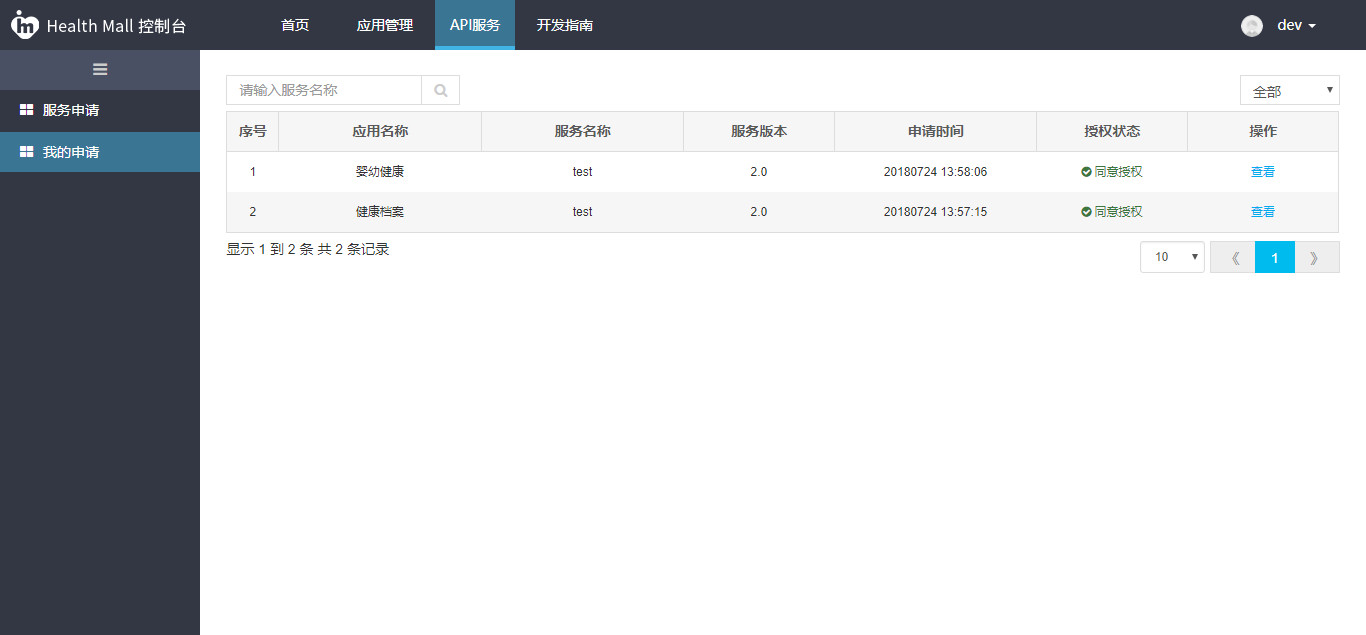 Health Mall 控制台 首页 应用管理 API服务 开发指南 dev
服务申请
我的申请
请输入服务名称 全部
序号 应用名称 服务名称 服务版本 申请时间 授权状态 操作
1 婴幼健康 test 2.0 20180724 13:58:06 同意授权 查看
2 健康档案 test 2.0 20180724 13:57:15 同意授权 查看
显示 1 到 2 条 共 2 条记录 10 《 1 》